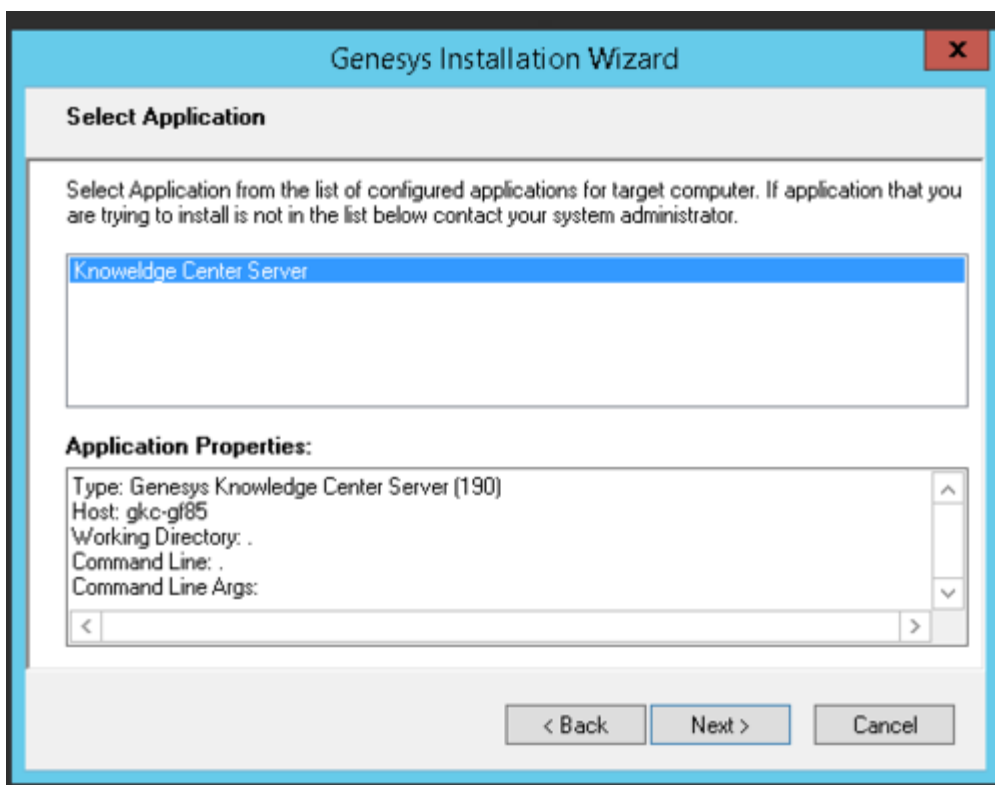 Genesys Installation Wizard
x
Select Application
Select Application from the list of configured applications for target computer. If application that you
are trying to install is not in the list below contact your system administrator.
Knoweldge Center Server
Application Properties:
Type: Genesys Knowledge Center Server (190)
Host: gkc-gf85
Working Directory: .
Command Line: .
Command Line Args:
< Back Next > Cancel